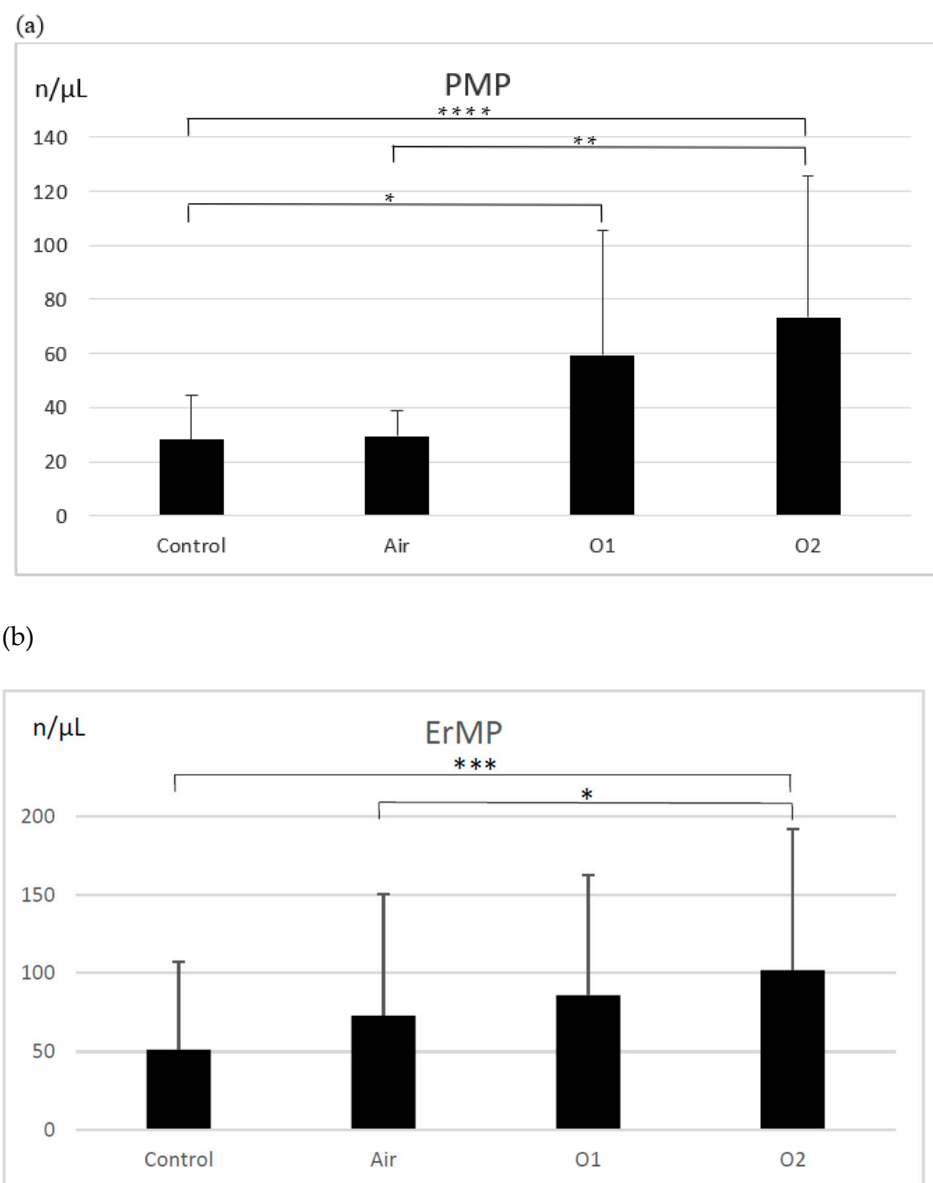 (a)
PMP
n/μL
****
140
**
120
*
100
80
60
40
20
0
Control Air O1 O2
(b)
n/μL
ErMP
***
*
200
150
100
50
0
Control Air O1 O2